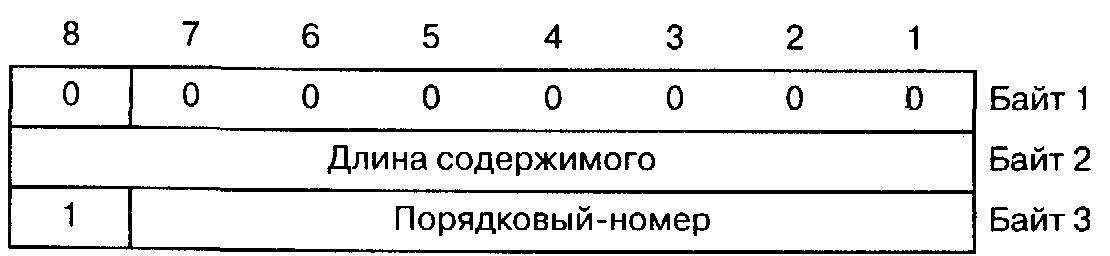 8 7 6 5 4 3 2 1
0 0 0 0 0 0 0 0 Байт 1
Длина содержимого Байт 2
1 Порядковый-номер Байт 3